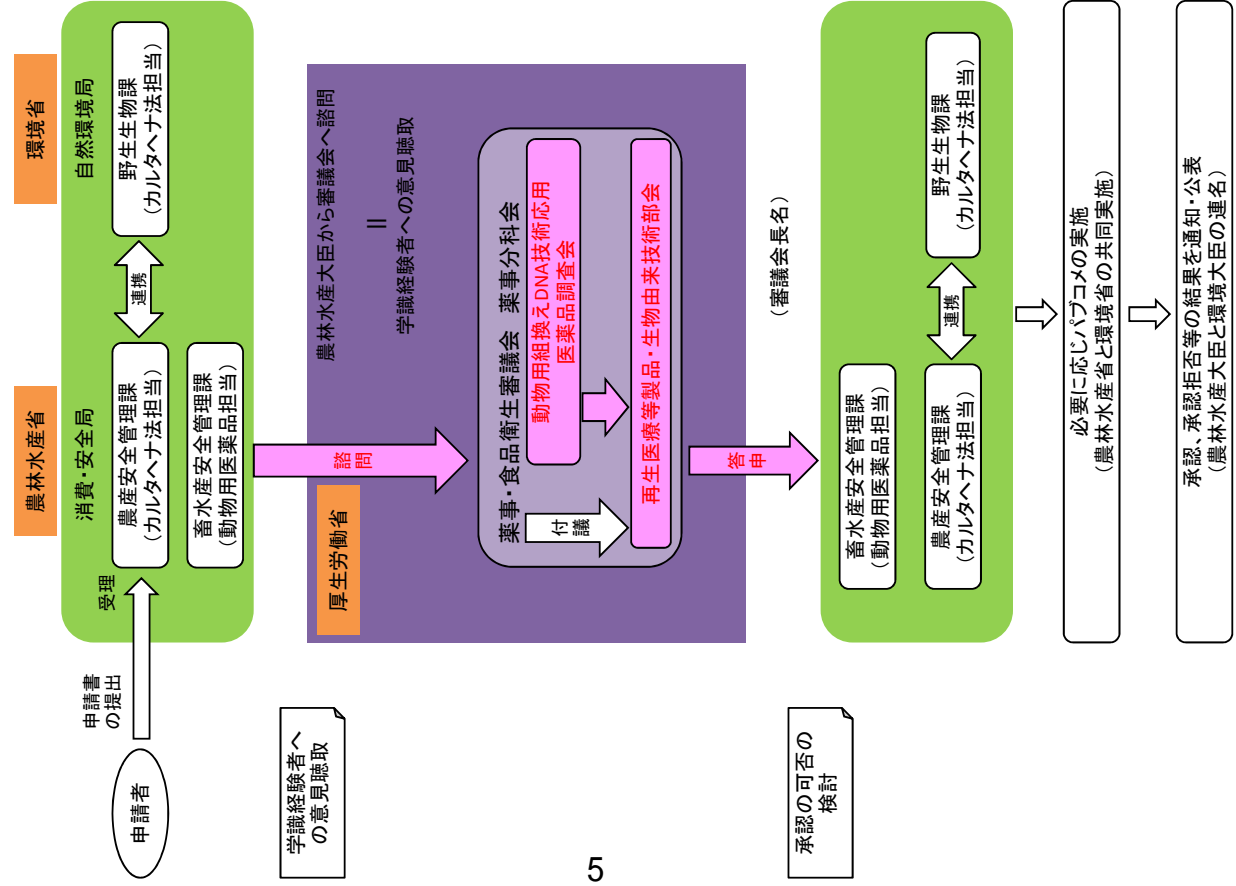 環境省
農林水産省
自然環境局
消費・安全局
受理
申請書
の提出
申請者
野生生物課
(カルタヘナ法担当)
連携
農産安全管理課
(カルタヘナ法担当)
畜水産安全管理課
(動物用医薬品担当)
学識経験者へ
の意見聴取
諮問
農林水産大臣から審議会へ諮問
||
学識経験者への意見聴取
厚生労働省
薬事・食品衛生審議会 薬事分科会
動物用組換えDNA技術応用
医薬品調査会
付議
再生医療等製品・生物由来技術部会
答申
(審議会長名)
承認の可否の
検討
畜水産安全管理課
(動物用医薬品担当)
農産安全管理課
(カルタヘナ法担当)
連携
野生生物課
(カルタヘナ法担当)
必要に応じパブコメの実施
(農林水産省と環境省の共同実施)
承認、承認拒否等の結果を通知・公表
(農林水産大臣と環境大臣の連名)
5